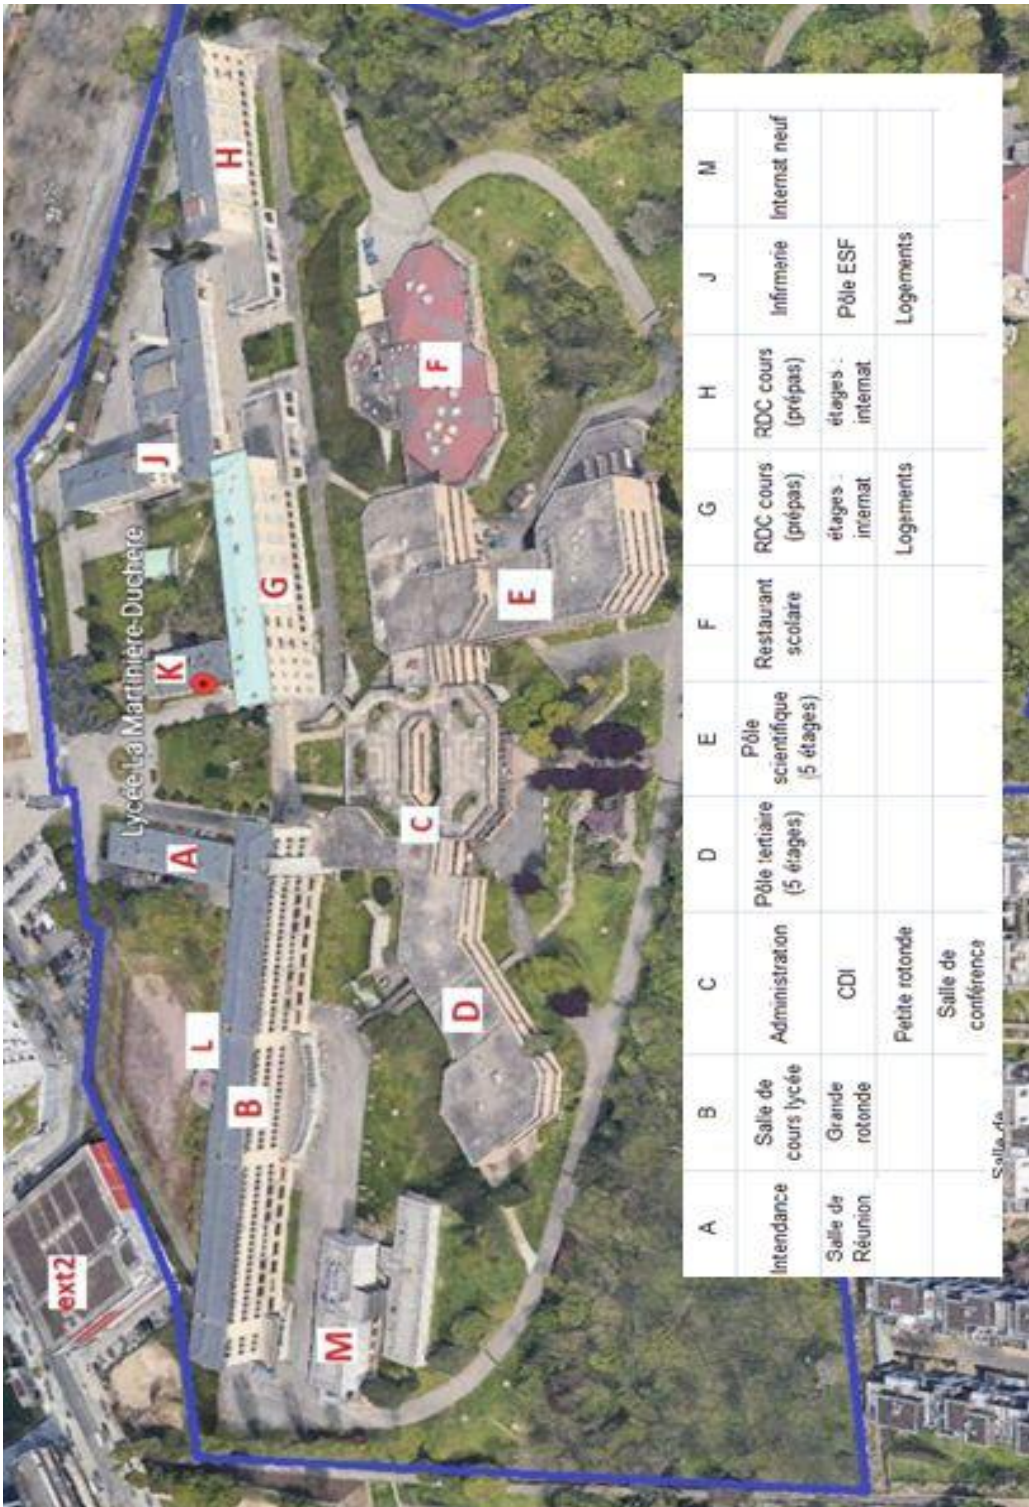 H
J
F
G
K
E
Lycée La Martinière-Duchère
A
C
L
B
D
ext2
M
A B C D E F G H J M
Intendance Salle de cours lycée Administration Pôle tertiaire (5 étages) Pôle scientifique (5 étages) Restaurant scolaire RDC cours (prépas) RDC cours (prépas) Infirmerie Internat neuf
Salle de Réunion Grande rotonde CDI étages : internat étages : internat Pôle ESF
Petite rotonde Logements Logements
Salle de conférence
Salle de